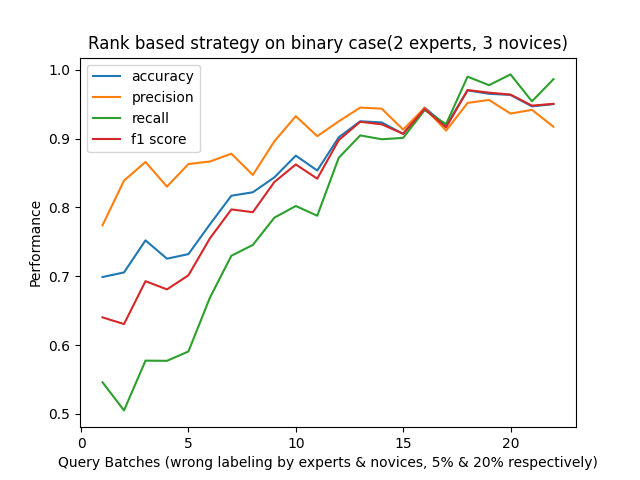 Rank based strategy on binary case(2 experts, 3 novices)
accuracy
precision
recall
f1 score
Performance
1.0
0.9
0.8
0.7
0.6
0.5
0
5
10
15
20
Query Batches (wrong labeling by experts & novices, 5% & 20% respectively)